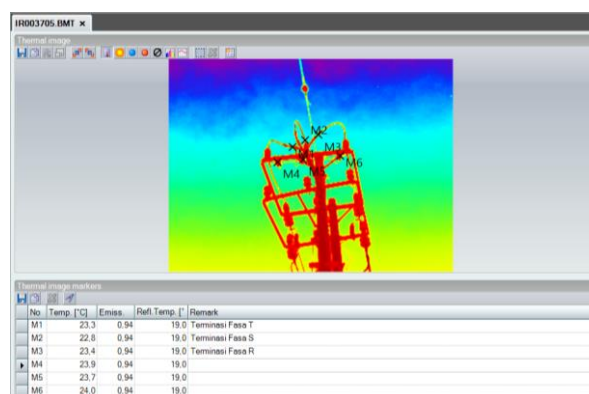 IR003705.BMT ×
Thermal image
M2
M1
M3
M4
M5
M6
Thermal image markers
No Temp. [°C] Emiss. Refl.Temp. [° Remark
M1 23,3 0,94 19,0 Terminasi Fasa T
M2 22,8 0,94 19,0 Terminasi Fasa S
M3 23,4 0,94 19,0 Terminasi Fasa R
M4 23,9 0,94 19,0
M5 23,7 0,94 19,0
M6 24,0 0,94 19,0